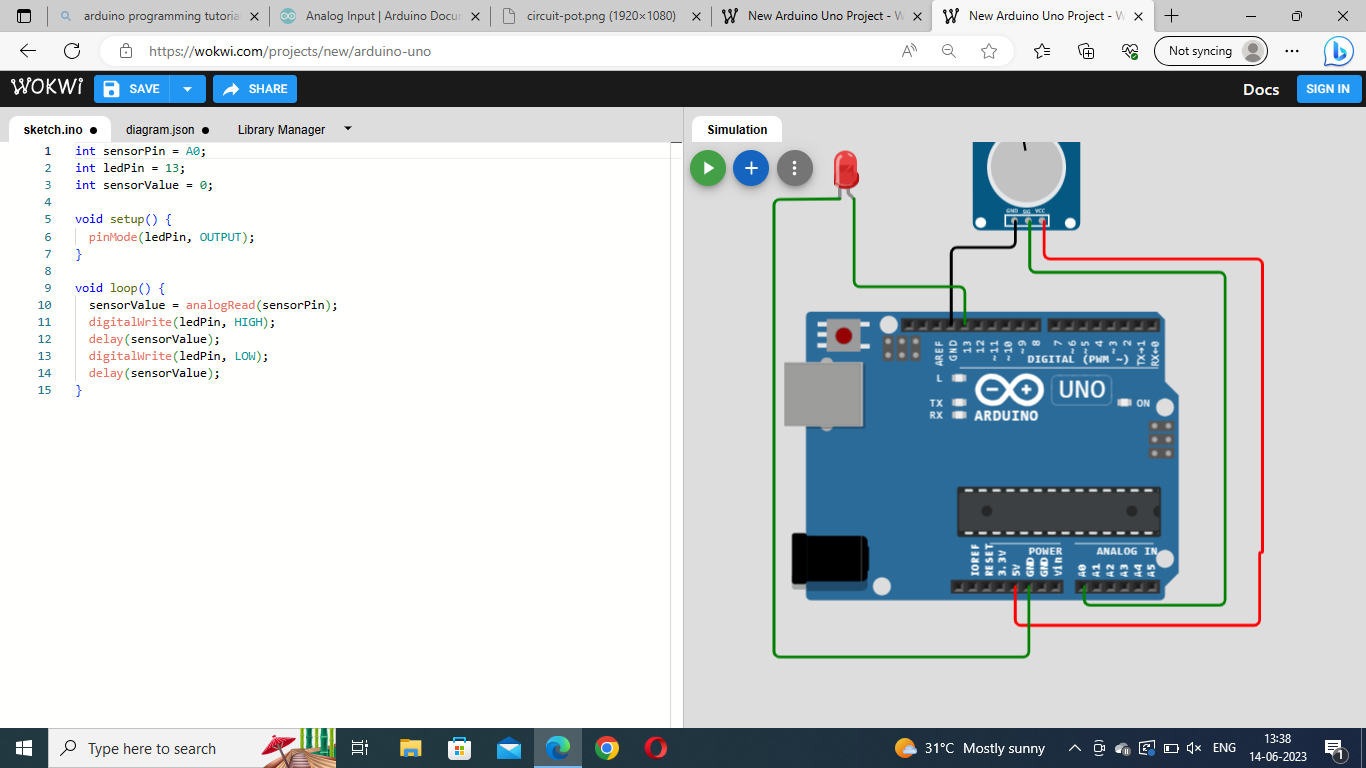 arduino programming tutoria
Analog Input | Arduino Docu
circuit-pot.png (1920×1080)
New Arduino Uno Project - W
New Arduino Uno Project - W
https://wokwi.com/projects/new/arduino-uno
Not syncing
WOKWi
SAVE
SHARE
Docs
SIGN IN
sketch.ino
diagram.json
Library Manager
Simulation
1 int sensorPin = A0;
2 int ledPin = 13;
3 int sensorValue = 0;
4
5 void setup() {
6 pinMode(ledPin, OUTPUT);
7 }
8
9 void loop() {
10 sensorValue = analogRead(sensorPin);
11 digitalWrite(ledPin, HIGH);
12 delay(sensorValue);
13 digitalWrite(ledPin, LOW);
14 delay(sensorValue);
15 }
GND SIG VCC
AREF GND 13 12 ~11 ~10 ~9 8 7 ~6 ~5 4 ~3 2 TX→1 RX←0
DIGITAL (PWM ~)
L
TX
RX
ARDUINO
UNO
ON
POWER
ANALOG IN
IOREF RESET 3.3V 5V GND GND Vin A0 A1 A2 A3 A4 A5
Type here to search
31°C Mostly sunny
ENG
13:38
14-06-2023
1